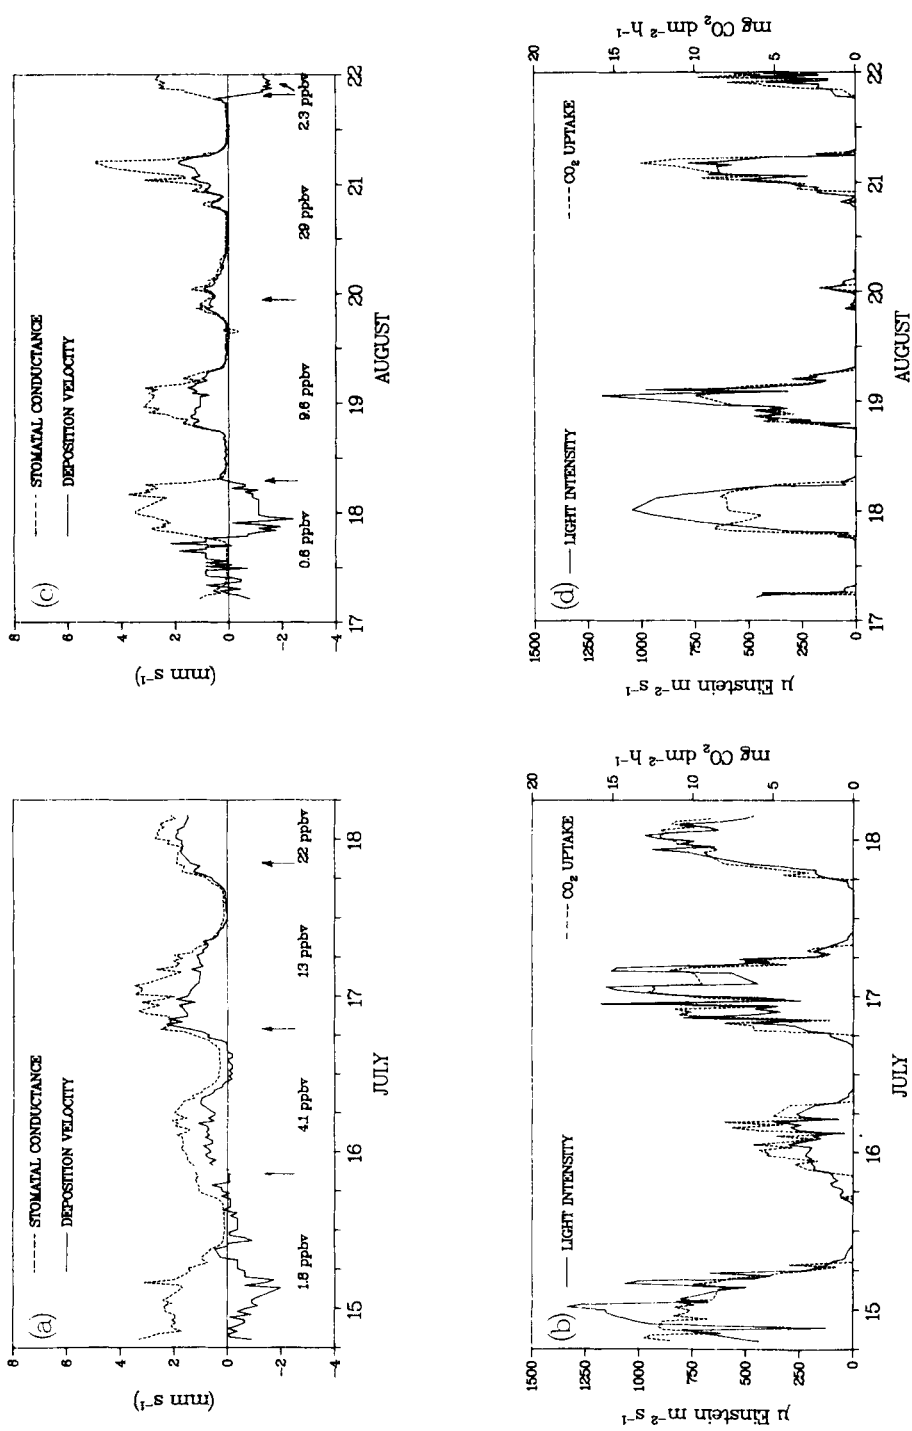 (a)
---- STOMATAL CONDUCTANCE
—— DEPOSITION VELOCITY
(mm s⁻¹)
8
6
4
2
0
-2
-4
1.8 ppbv
4.1 ppbv
13 ppbv
22 ppbv
15
16
17
18
JULY
(b)
—— LIGHT INTENSITY
---- CO₂ UPTAKE
μ Einstein m⁻² s⁻¹
1500
1250
1000
750
500
250
0
mg CO₂ dm⁻² h⁻¹
20
15
10
5
0
15
16
17
18
JULY
(c)
---- STOMATAL CONDUCTANCE
—— DEPOSITION VELOCITY
(mm s⁻¹)
8
6
4
2
0
-2
-4
0.6 ppbv
9.6 ppbv
29 ppbv
2.3 ppbv
17
18
19
20
21
22
AUGUST
(d)
—— LIGHT INTENSITY
---- CO₂ UPTAKE
μ Einstein m⁻² s⁻¹
1500
1250
1000
750
500
250
0
mg CO₂ dm⁻² h⁻¹
20
15
10
5
0
17
18
19
20
21
22
AUGUST